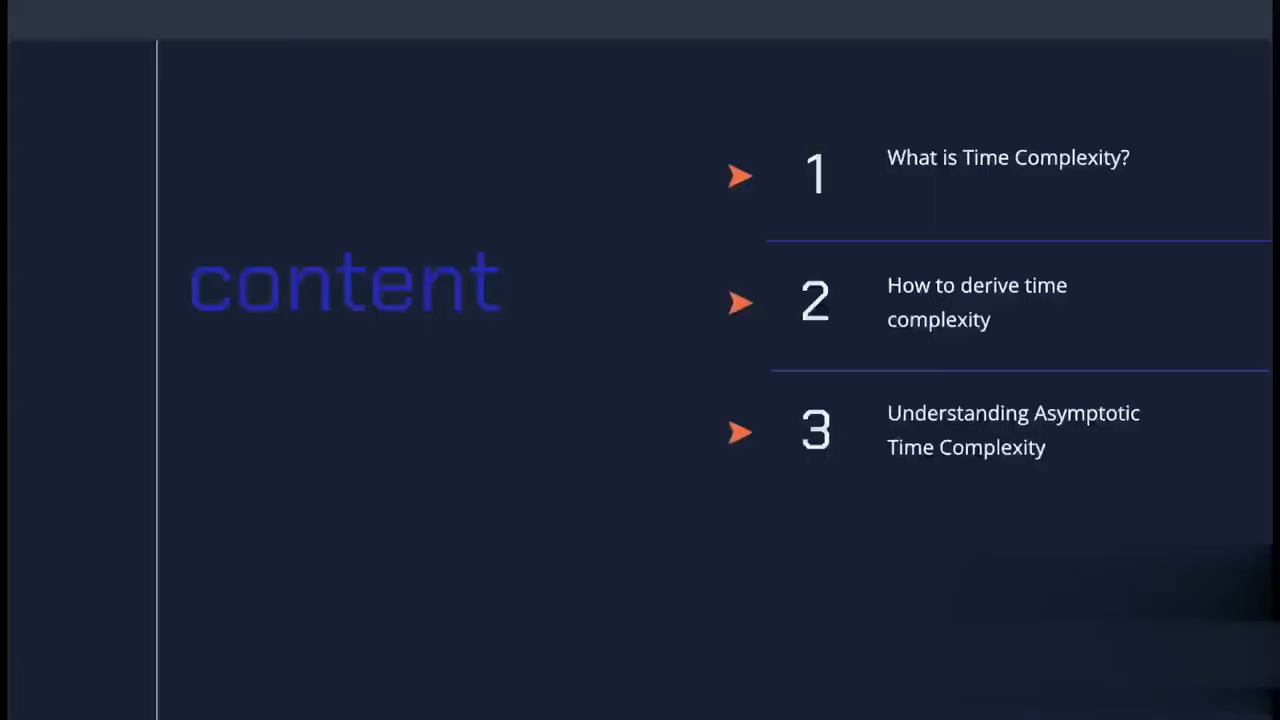 content
1
What is Time Complexity?
2
How to derive time
complexity
3
Understanding Asymptotic
Time Complexity